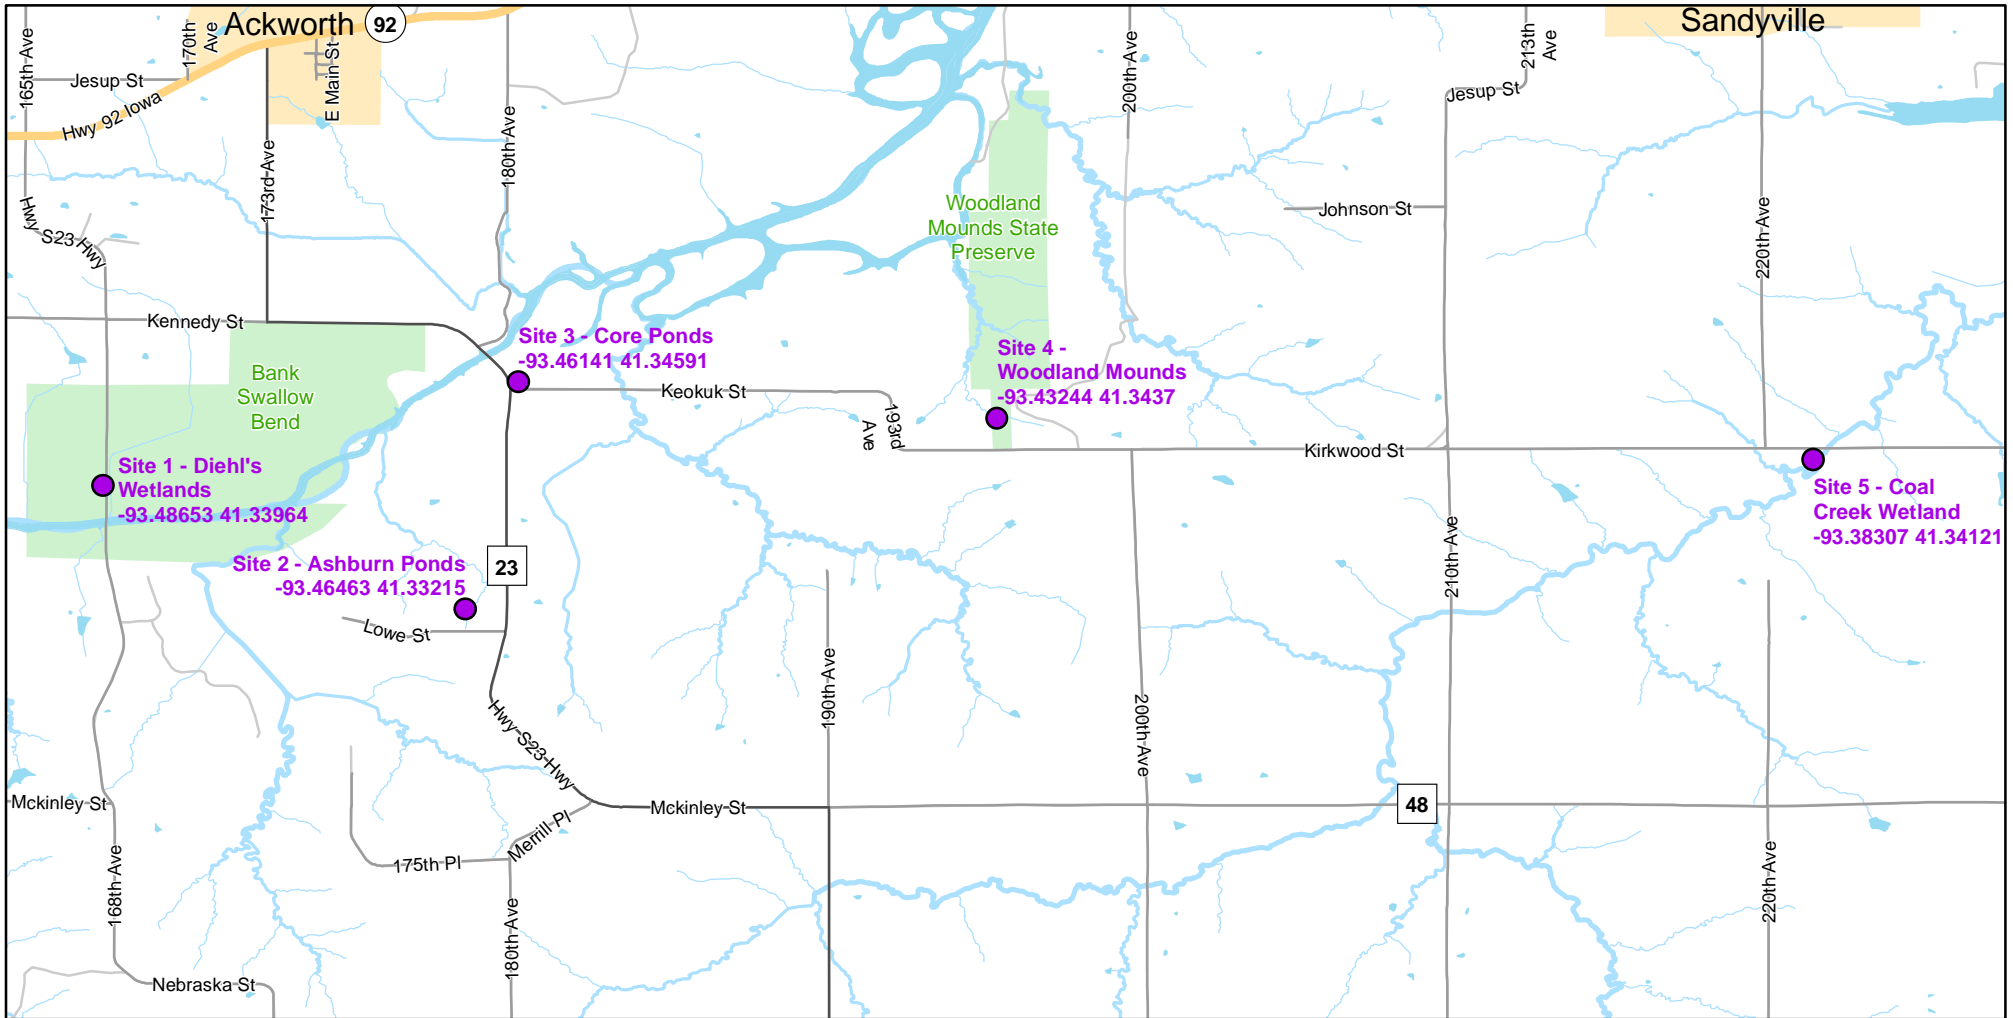 Ackworth
92
Sandyville
165th Ave
170th
Ave
Jesup St
E Main St
Hwy 92 Iowa
180th Ave
200th Ave
213th
Ave
Jesup St
173rd Ave
Hwy S23 Hwy
Woodland
Mounds State
Preserve
Johnson St
220th Ave
Kennedy St
Site 3 - Core Ponds
-93.46141 41.34591
Site 4 -
Woodland Mounds
-93.43244 41.3437
Bank
Swallow
Bend
Keokuk St
193rd
Ave
Kirkwood St
Site 1 - Diehl's
Wetlands
-93.48653 41.33964
Site 5 - Coal
Creek Wetland
-93.38307 41.34121
Site 2 - Ashburn Ponds
-93.46463 41.33215
23
210th Ave
Lowe St
190th Ave
200th Ave
Hwy S23 Hwy
Mckinley St
Mckinley St
48
Merrill Pl
175th Pl
168th Ave
180th Ave
220th Ave
Nebraska St